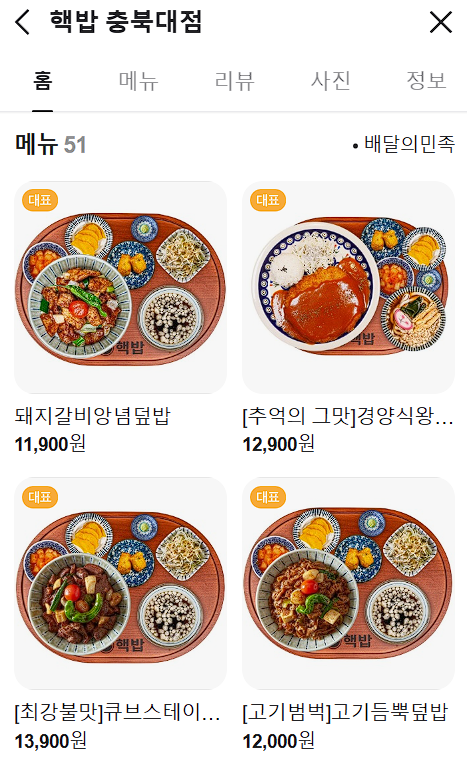 핵밥 충북대점
홈 메뉴 리뷰 사진 정보
메뉴 51
• 배달의민족
대표
핵밥
돼지갈비앙념덮밥
11,900원
대표
핵밥
[추억의 그맛]경양식왕...
12,900원
대표
핵밥
[최강불맛]큐브스테이...
13,900원
대표
핵밥
[고기범벅]고기듬뿍덮밥
12,000원